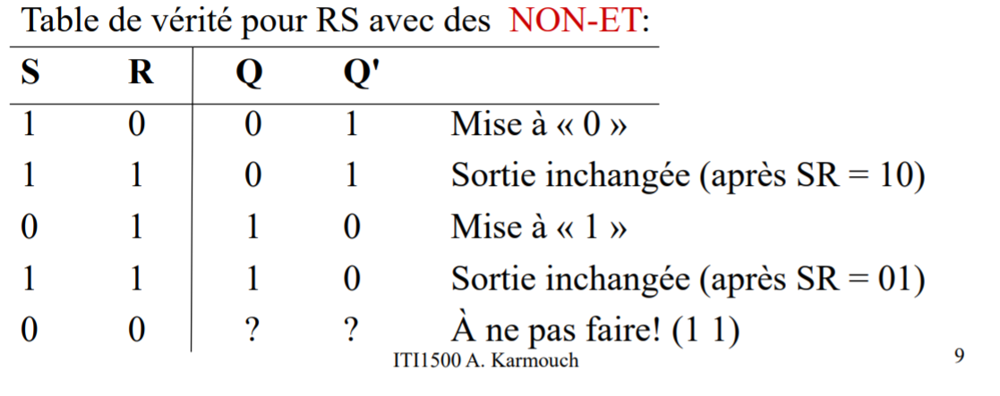 Table de vérité pour RS avec des NON-ET:
S R Q Q'
1 0 0 1 Mise à « 0 »
1 1 0 1 Sortie inchangée (après SR = 10)
0 1 1 0 Mise à « 1 »
1 1 1 0 Sortie inchangée (après SR = 01)
0 0 ? ? À ne pas faire! (1 1)
ITI1500 A. Karmouch 9